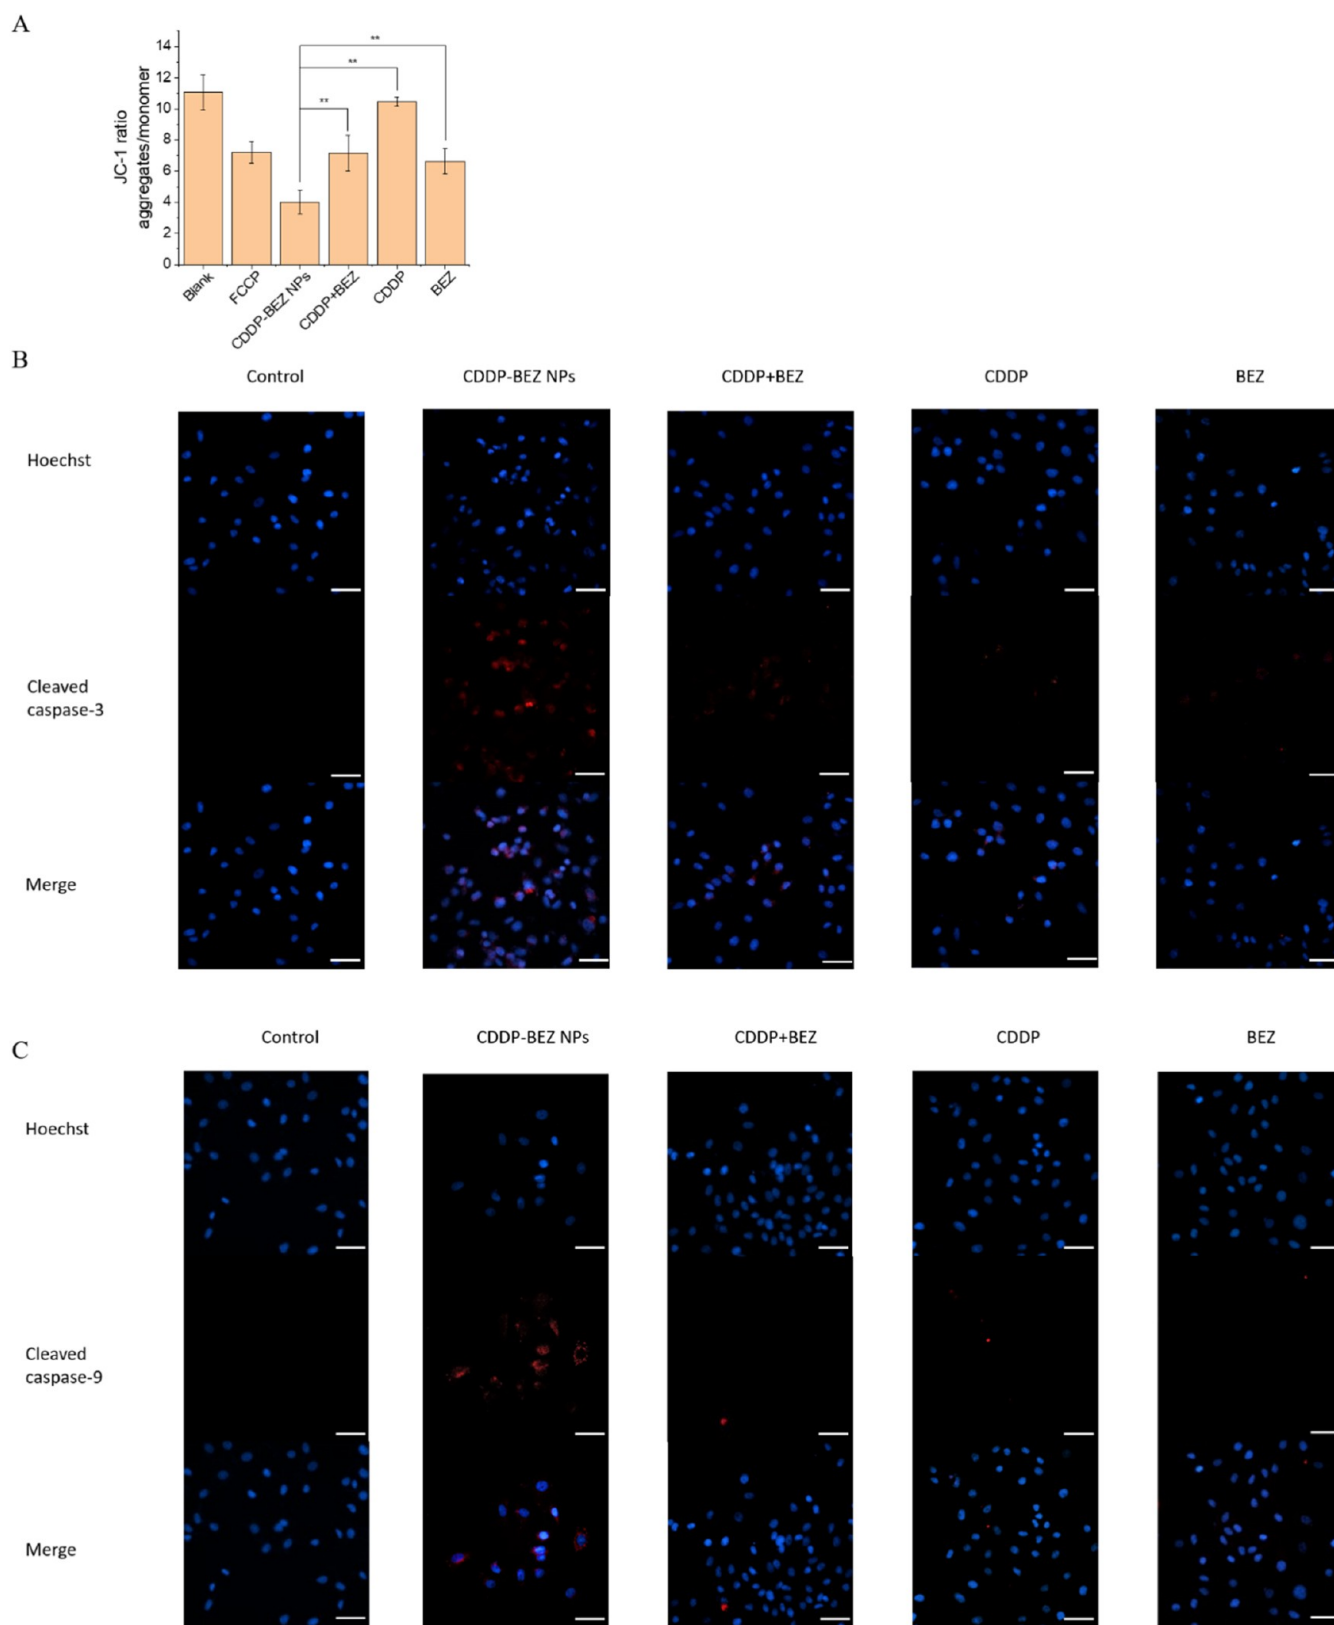 A
JC-1 ratio
aggregates/monomer
14
12
10
8
6
4
2
0
**
**
**
Blank
FCCP
CDDP-BEZ NPs
CDDP+BEZ
CDDP
BEZ
B
Control
CDDP-BEZ NPs
CDDP+BEZ
CDDP
BEZ
Hoechst
Cleaved
caspase-3
Merge
C
Control
CDDP-BEZ NPs
CDDP+BEZ
CDDP
BEZ
Hoechst
Cleaved
caspase-9
Merge